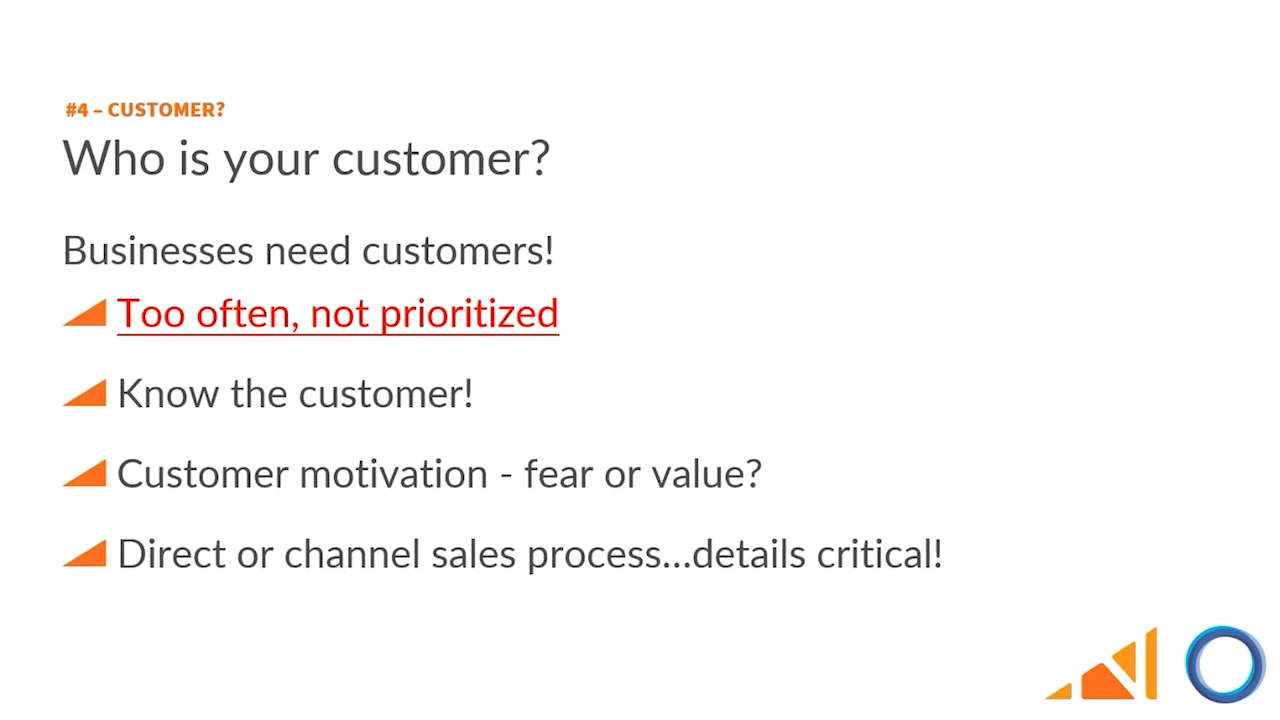 #4 – CUSTOMER?
Who is your customer?
Businesses need customers!
Too often, not prioritized
Know the customer!
Customer motivation - fear or value?
Direct or channel sales process...details critical!